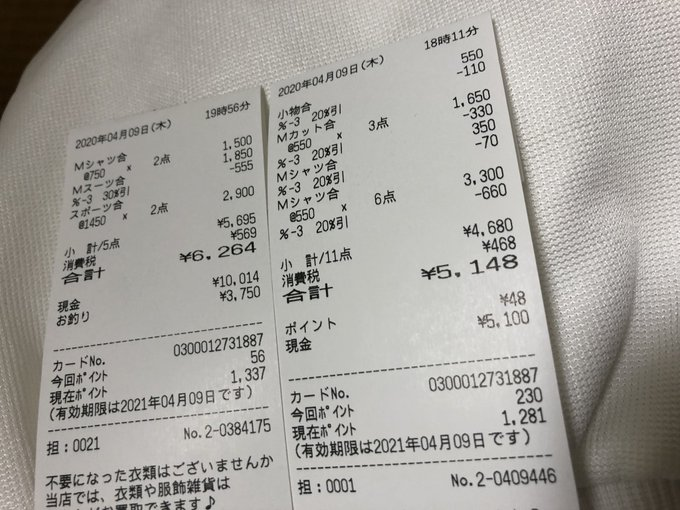 2020年04月09日(木) 19時56分
Mシャツ合 1,500
@750 x 2点
Mスーツ合 1,850
%-3 30%引 -555
スポーツ合 2,900
@1450 x 2点
小 計/5点 ¥5,695
消費税 ¥569
合計 ¥6,264
現金 ¥10,014
お釣り ¥3,750
カードNo. 0300012731887
今回ポイント 56
現在ポイント 1,337
(有効期限は2021年04月09日です)
担:0021 No.2-0384175
不要になった衣類はございませんか
当店では、衣類や服飾雑貨は
2020年04月09日(木) 18時11分
小物合 550
%-3 20%引 -110
Mカット合 1,650
@550 x 3点
%-3 20%引 -330
Mシャツ合 350
%-3 20%引 -70
Mシャツ合 3,300
@550 x 6点
%-3 20%引 -660
小 計/11点 ¥4,680
消費税 ¥468
合計 ¥5,148
ポイント ¥48
現金 ¥5,100
カードNo. 0300012731887
今回ポイント 230
現在ポイント 1,281
(有効期限は2021年04月09日です)
担:0001 No.2-0409446